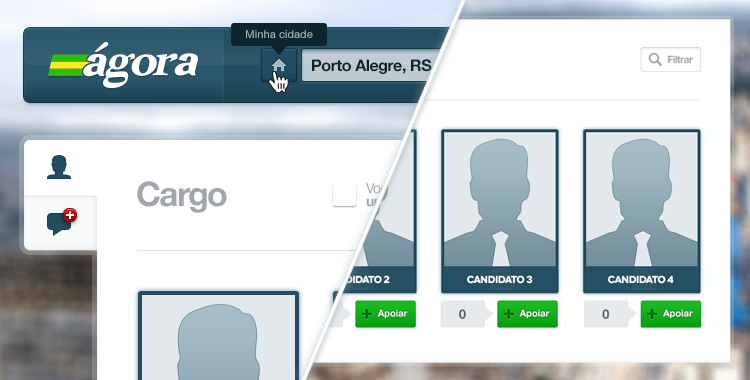 Minha cidade
ágora
Porto Alegre, RS
Filtrar
Cargo
Vo
u
DIDATO 2
CANDIDATO 3
CANDIDATO 4
Apoiar
0
Apoiar
0
Apoiar